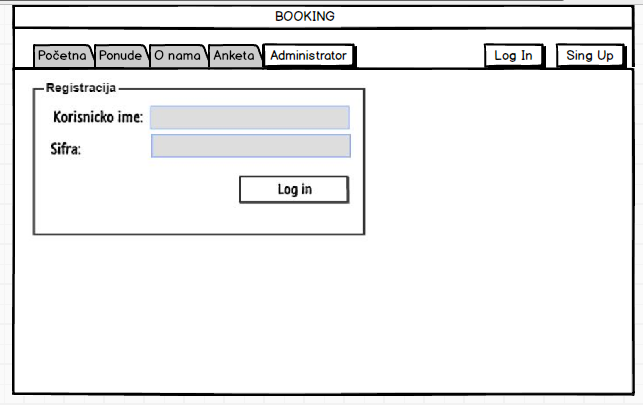 BOOKING
Početna Ponude O nama Anketa Administrator Log In Sing Up
Registracija
Korisnicko ime:
Sifra:
Log in